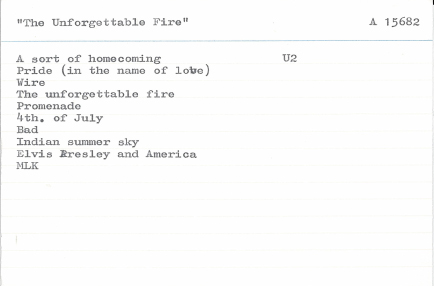 "The Unforgettable Fire" A 15682
A sort of homecoming U2
Pride (in the name of love)
Wire
The unforgettable fire
Promenade
4th. of July
Bad
Indian summer sky
Elvis Presley and America
MLK